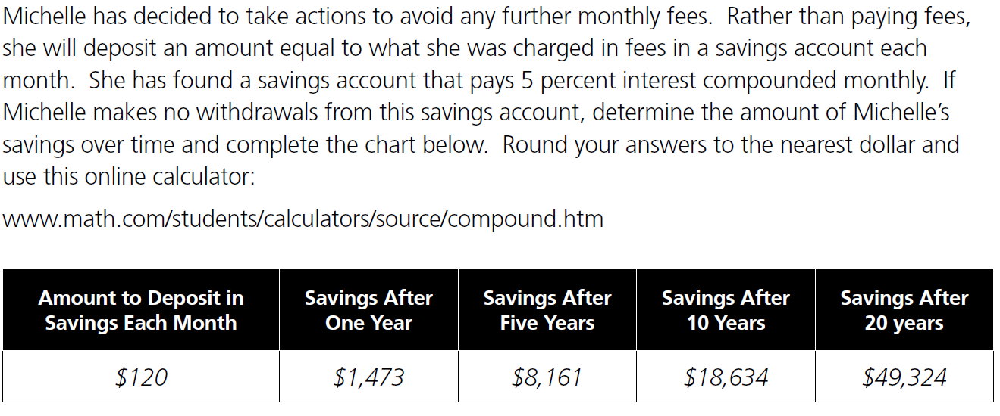 Michelle has decided to take actions to avoid any further monthly fees.  Rather than paying fees,
she will deposit an amount equal to what she was charged in fees in a savings account each
month.  She has found a savings account that pays 5 percent interest compounded monthly.  If
Michelle makes no withdrawals from this savings account, determine the amount of Michelle’s
savings over time and complete the chart below.  Round your answers to the nearest dollar and
use this online calculator:
www.math.com/students/calculators/source/compound.htm
Amount to Deposit in Savings Each Month | Savings After One Year | Savings After Five Years | Savings After 10 Years | Savings After 20 years
$120 | $1,473 | $8,161 | $18,634 | $49,324